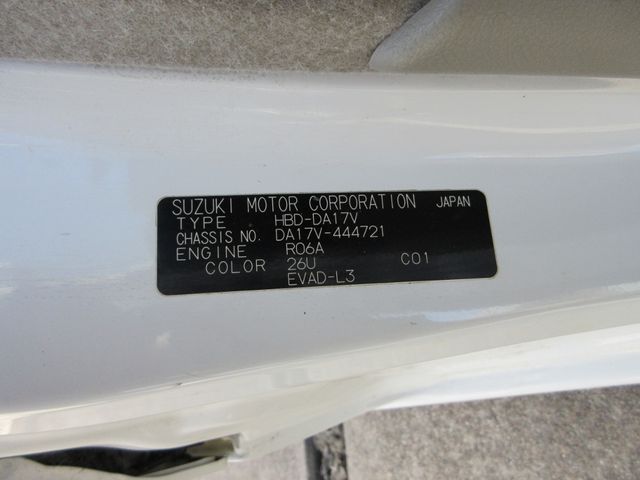 SUZUKI MOTOR CORPORATION JAPAN
TYPE HBD-DA17V
CHASSIS NO. DA17V-444721
ENGINE R06A
COLOR 26U C01
EVAD-L3